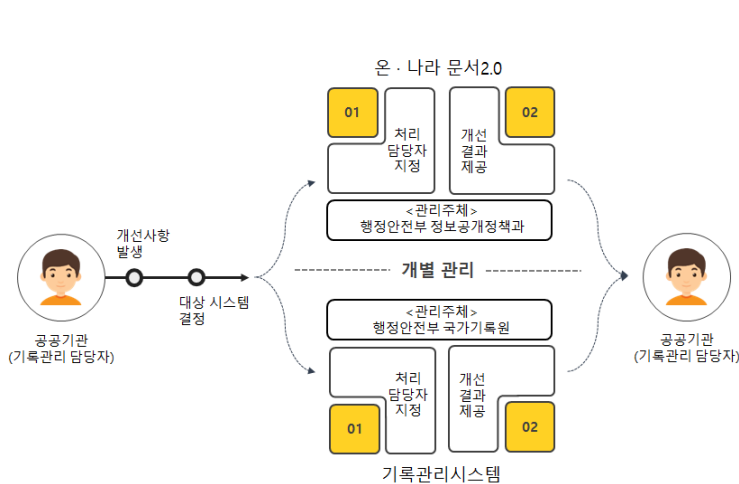 온 · 나라 문서2.0
01
처리
담당자
지정
개선
결과
제공
02
<관리주체>
행정안전부 정보공개정책과
개선사항
발생
대상 시스템
결정
공공기관
(기록관리 담당자)
개별 관리
공공기관
(기록관리 담당자)
<관리주체>
행정안전부 국가기록원
처리
담당자
지정
01
개선
결과
제공
02
기록관리시스템